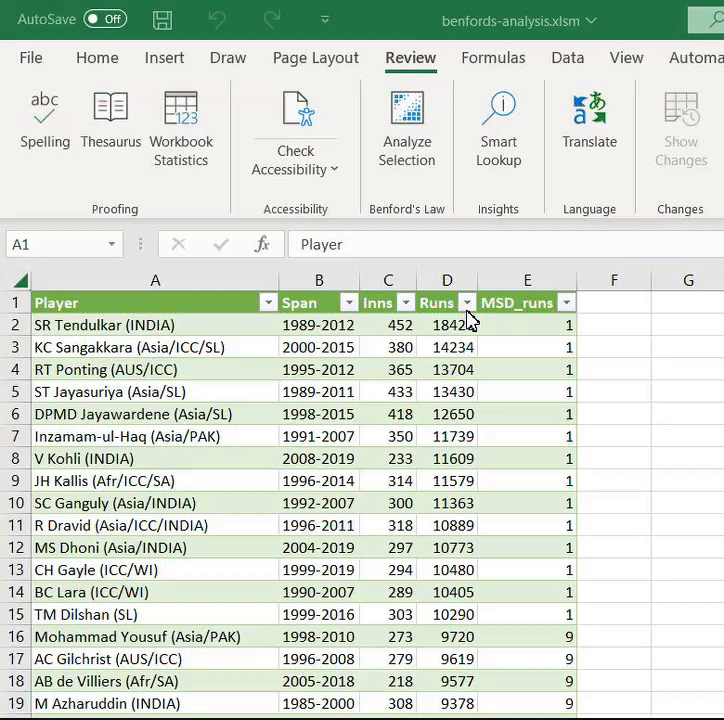 AutoSave Off benfords-analysis.xlsm
File Home Insert Draw Page Layout Review Formulas Data View Automa
abc 123
Spelling Thesaurus Workbook Statistics Check Accessibility Analyze Selection Smart Lookup Translate Show Changes
Proofing Accessibility Benford's Law Insights Language Changes
A1 fx Player
A B C D E F G
1 Player Span Inns Runs MSD_runs
2 SR Tendulkar (INDIA) 1989-2012 452 1
3 KC Sangakkara (Asia/ICC/SL) 2000-2015 380 14234 1
4 RT Ponting (AUS/ICC) 1995-2012 365 13704 1
5 ST Jayasuriya (Asia/SL) 1989-2011 433 13430 1
6 DPMD Jayawardene (Asia/SL) 1998-2015 418 12650 1
7 Inzamam-ul-Haq (Asia/PAK) 1991-2007 350 11739 1
8 V Kohli (INDIA) 2008-2019 233 11609 1
9 JH Kallis (Afr/ICC/SA) 1996-2014 314 11579 1
10 SC Ganguly (Asia/INDIA) 1992-2007 300 11363 1
11 R Dravid (Asia/ICC/INDIA) 1996-2011 318 10889 1
12 MS Dhoni (Asia/INDIA) 2004-2019 297 10773 1
13 CH Gayle (ICC/WI) 1999-2019 294 10480 1
14 BC Lara (ICC/WI) 1990-2007 289 10405 1
15 TM Dilshan (SL) 1999-2016 303 10290 1
16 Mohammad Yousuf (Asia/PAK) 1998-2010 273 9720 9
17 AC Gilchrist (AUS/ICC) 1996-2008 279 9619 9
18 AB de Villiers (Afr/SA) 2005-2018 218 9577 9
19 M Azharuddin (INDIA) 1985-2000 308 9378 9